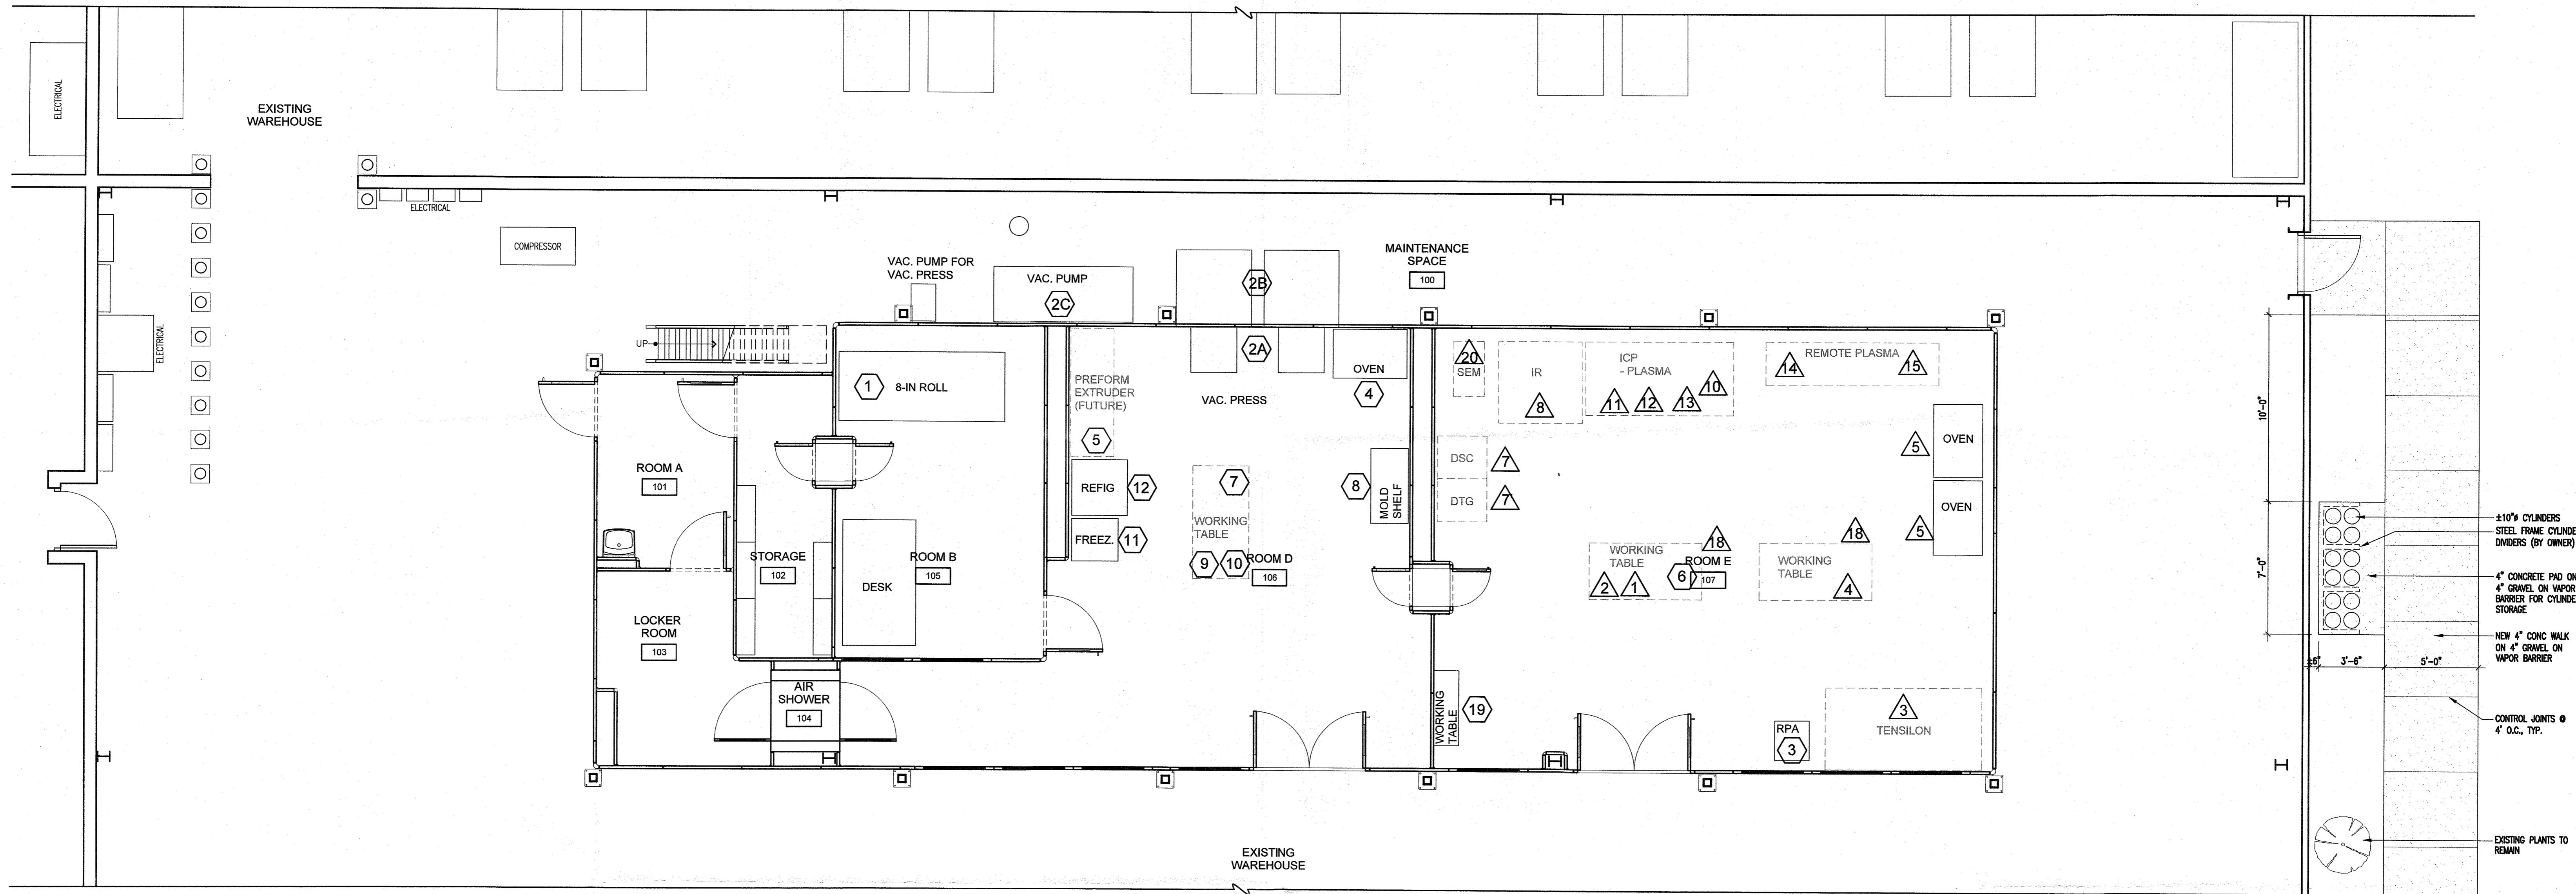 ELECTRICAL
EXISTING
WAREHOUSE
ELECTRICAL
ELECTRICAL
COMPRESSOR
VAC. PUMP FOR
VAC. PRESS
VAC. PUMP
2C
2B
MAINTENANCE
SPACE
100
UP
1
8-IN ROLL
PREFORM
EXTRUDER
(FUTURE)
5
2A
VAC. PRESS
OVEN
4
20
SEM
IR
8
ICP
- PLASMA
11
12
13
10
REMOTE PLASMA
14
15
ROOM A
101
REFIG
12
FREEZ.
11
7
WORKING
TABLE
9
10
ROOM D
106
8
MOLD
SHELF
DSC
7
DTG
7
OVEN
5
OVEN
5
STORAGE
102
ROOM B
105
DESK
WORKING
TABLE
2
1
18
6
ROOM E
107
18
WORKING
TABLE
4
LOCKER
ROOM
103
AIR
SHOWER
104
WORKING
TABLE
19
RPA
3
3
TENSILON
EXISTING
WAREHOUSE
10'-0"
7'-0"
±6"
3'-6"
5'-0"
±10"ø CYLINDERS
STEEL FRAME CYLINDE
DIVIDERS (BY OWNER)
4" CONCRETE PAD ON
4" GRAVEL ON VAPOR
BARRIER FOR CYLINDE
STORAGE
NEW 4" CONC WALK
ON 4" GRAVEL ON
VAPOR BARRIER
CONTROL JOINTS @
4' O.C., TYP.
EXISTING PLANTS TO
REMAIN